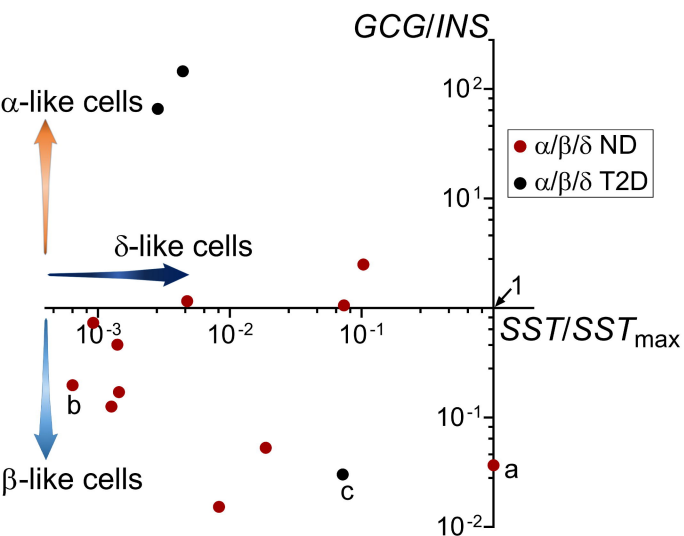 GCG/INS
α-like cells
10²
α/β/δ ND
α/β/δ T2D
10¹
δ-like cells
1
10⁻³
10⁻²
10⁻¹
SST/SSTmax
b
10⁻¹
a
β-like cells
c
10⁻²